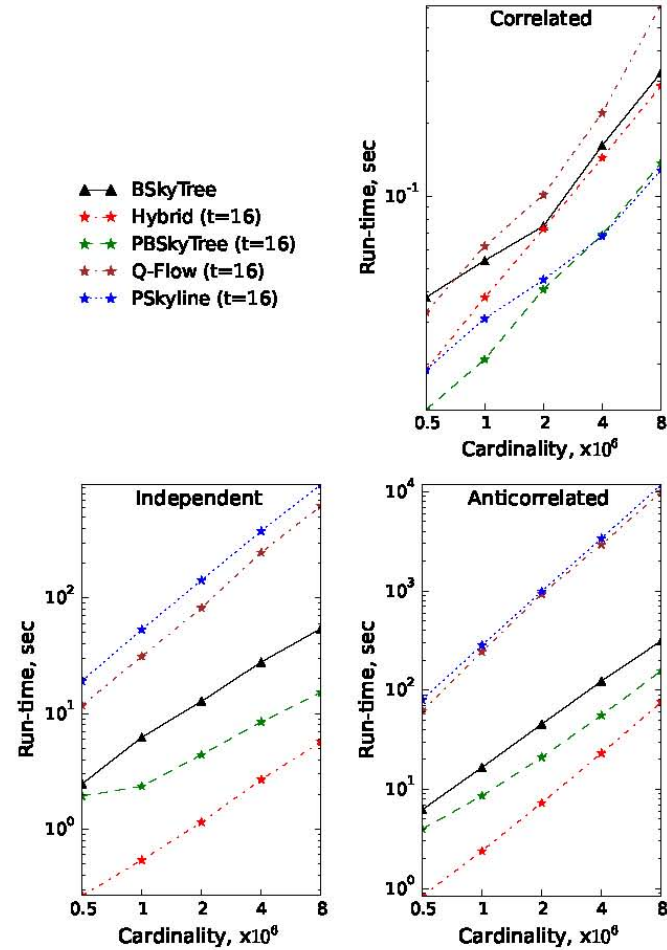 Correlated
Run-time, sec
10⁻¹
0.5 1 2 4 8
Cardinality, x10⁶
BSkyTree
Hybrid (t=16)
PBSkyTree (t=16)
Q-Flow (t=16)
PSkyline (t=16)
Independent
Run-time, sec
10²
10¹
10⁰
0.5 1 2 4 8
Cardinality, x10⁶
Anticorrelated
Run-time, sec
10⁴
10³
10²
10¹
10⁰
0.5 1 2 4 8
Cardinality, x10⁶